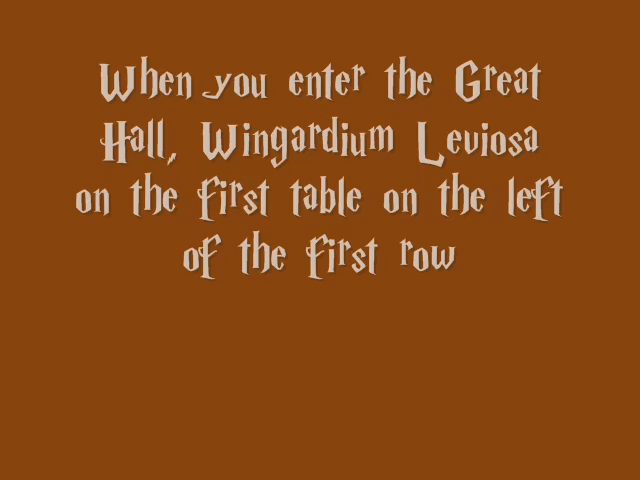 When you enter the Great
Hall, Wingardium Leviosa
on the first table on the left
of the first row